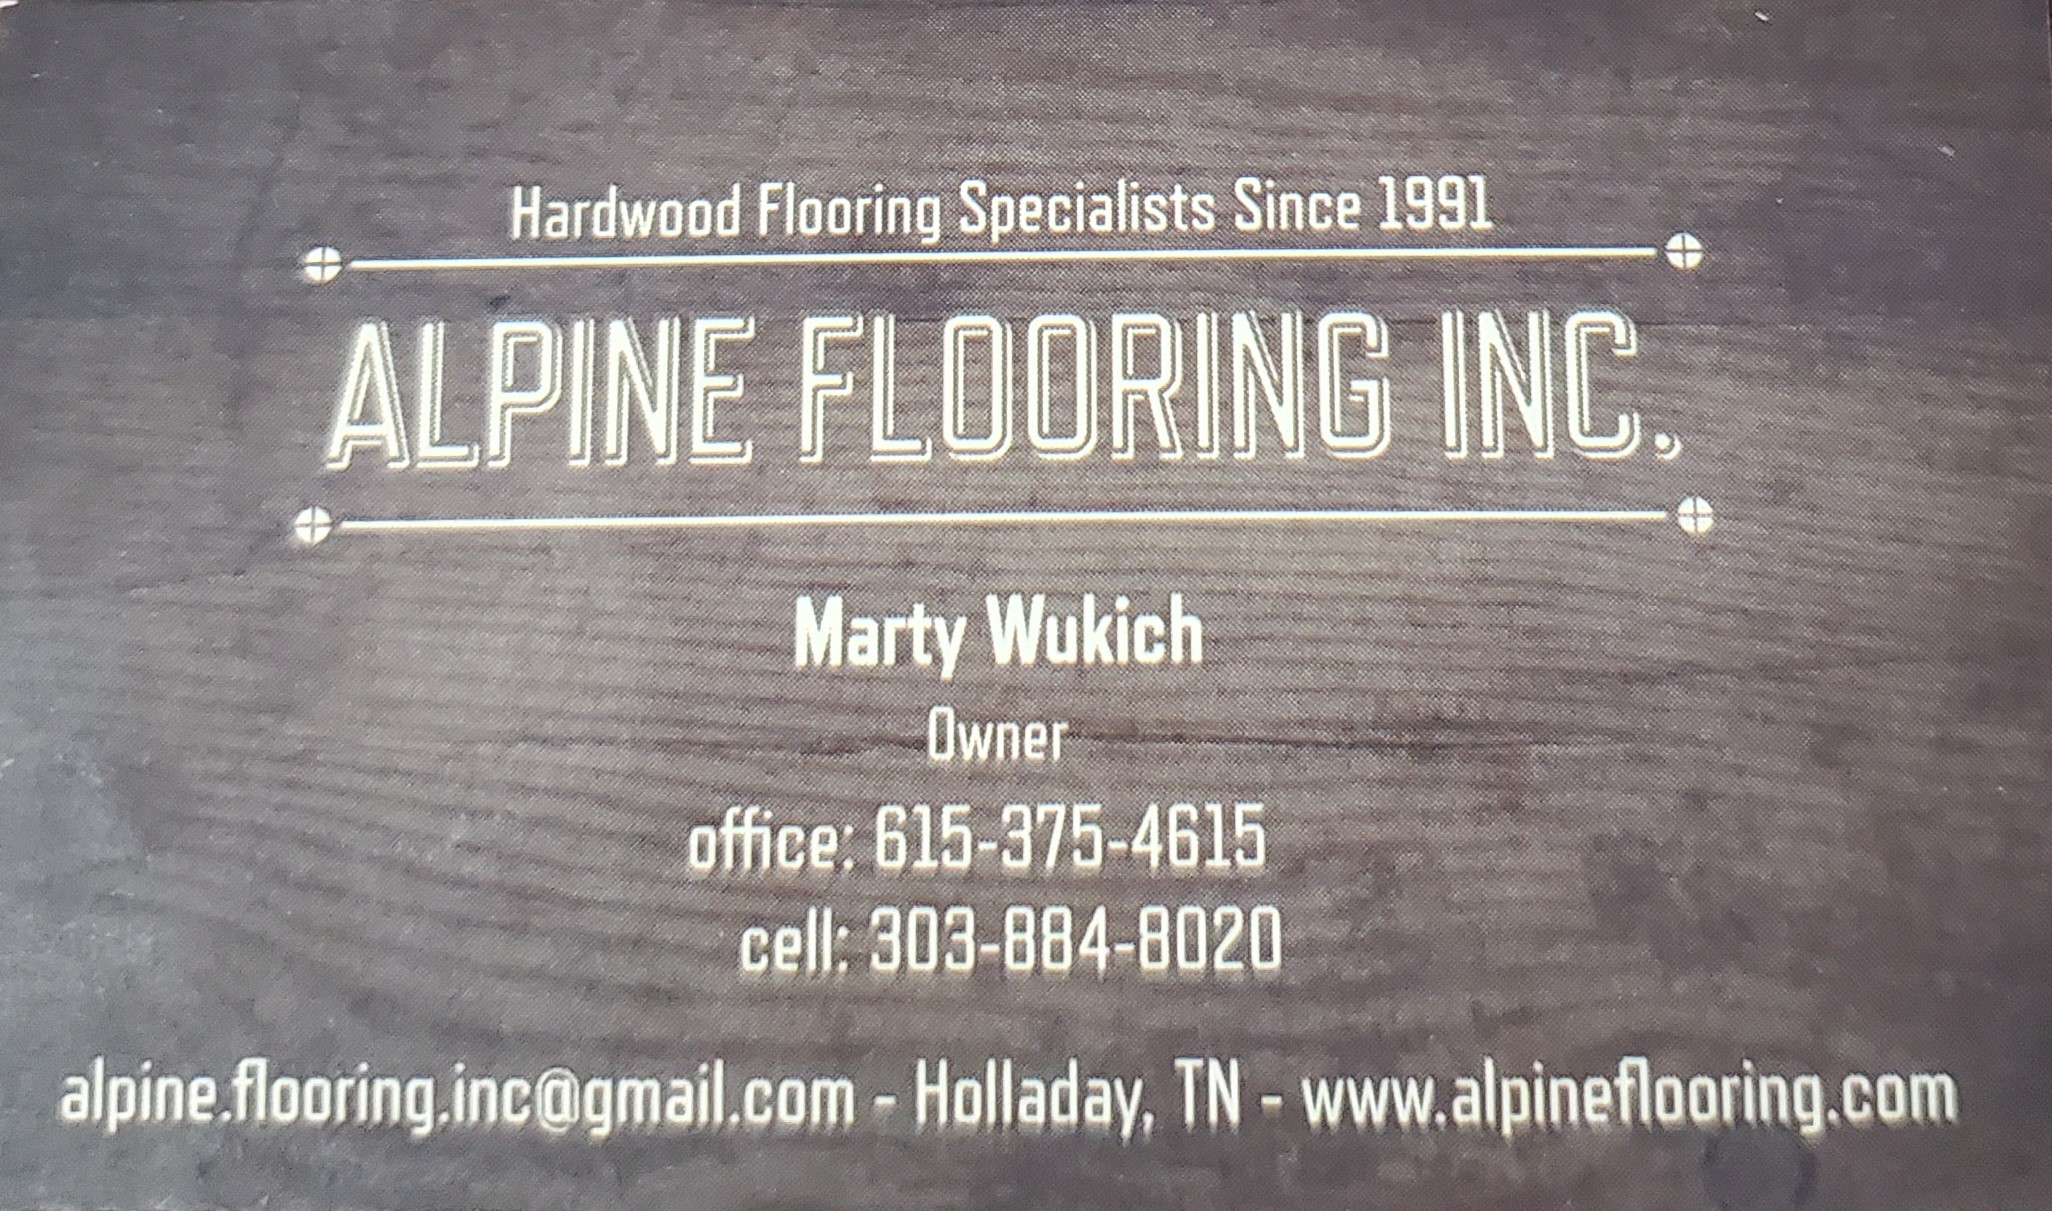 Hardwood Flooring Specialists Since 1991
ALPINE FLOORING INC.,
Marty Wukich
Owner
office: 615-375-4615
cell: 303-884-8020
alpine.flooring.inc@gmail.com - Holladay, TN - www.alpineflooring.com